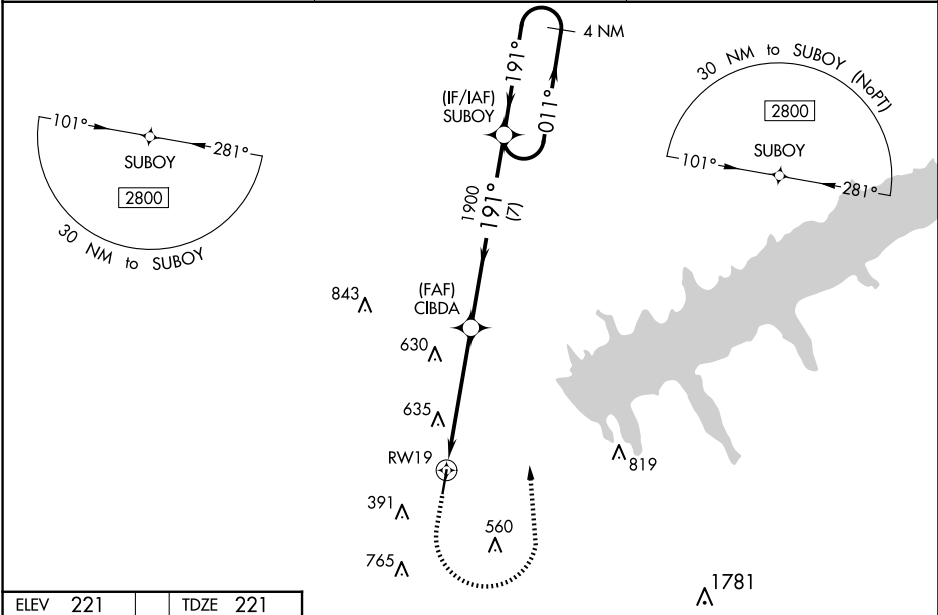 4 NM
191°
011°
(IF/IAF)
SUBOY
30 NM to SUBOY (NoPT)
2800
101°
SUBOY
281°
101°
281°
SUBOY
2800
30 NM to SUBOY
1900
191°
(7)
843
(FAF)
CIBDA
630
635
RW19
819
391
560
765
1781
ELEV 221 TDZE 221